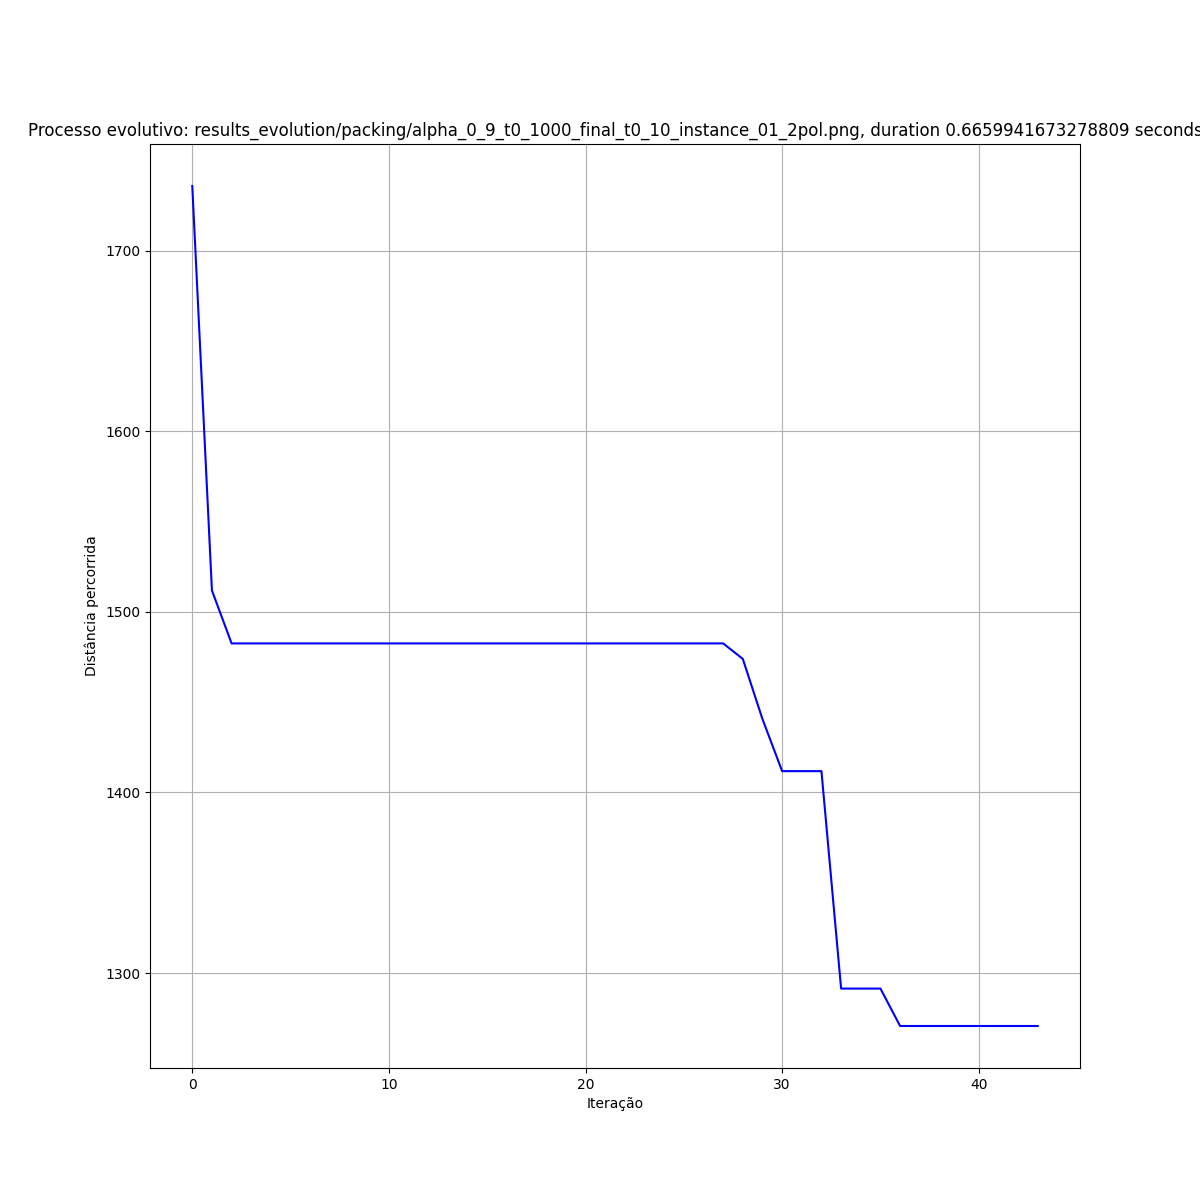 Processo evolutivo: results_evolution/packing/alpha_0_9_t0_1000_final_t0_10_instance_01_2pol.png, duration 0.6659941673278809 seconds
1700
1600
1500
1400
1300
Distância percorrida
0 10 20 30 40
Iteração